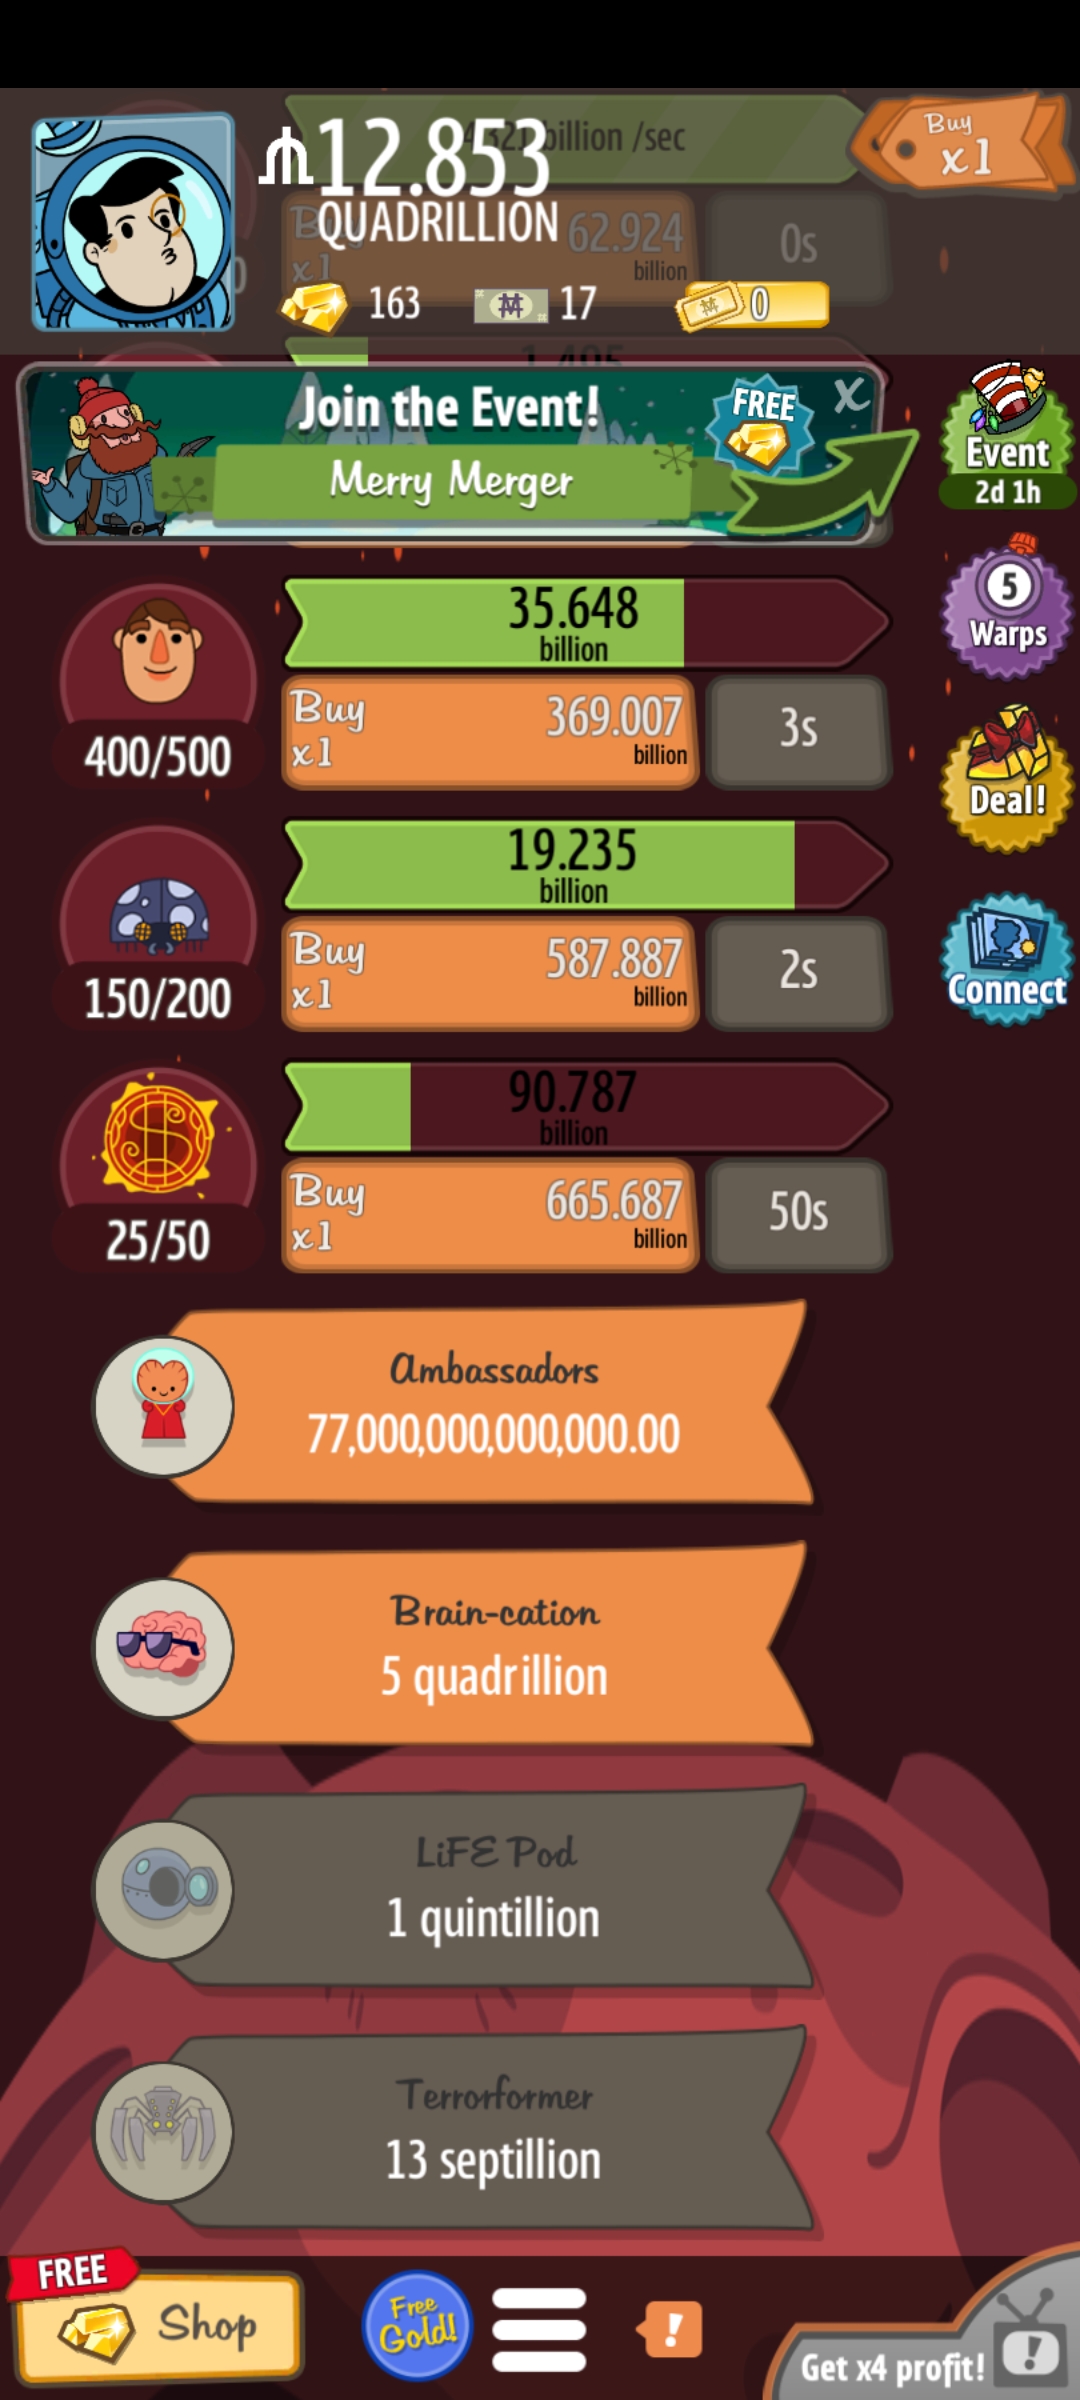 12.853
billion /sec
Buy
x1
QUADRILLION
Buy
x1
62.924
billion
0s
163
17
0
Join the Event!
FREE
X
Merry Merger
Event
2d 1h
35.648
billion
5
Warps
Buy
x1
369.007
billion
3s
400/500
Deal!
19.235
billion
Buy
x1
587.887
billion
2s
150/200
Connect
90.787
billion
Buy
x1
665.687
billion
50s
25/50
Ambassadors
77,000,000,000,000.00
Brain-cation
5 quadrillion
LiFE Pod
1 quintillion
Terrorformer
13 septillion
FREE
Shop
Free
Gold!
!
Get x4 profit!
!